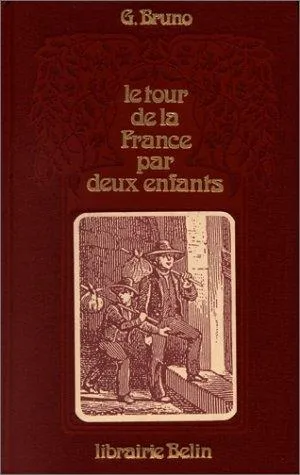 G. Bruno
le tour
de la
France
par
deux enfants
librairie Belin